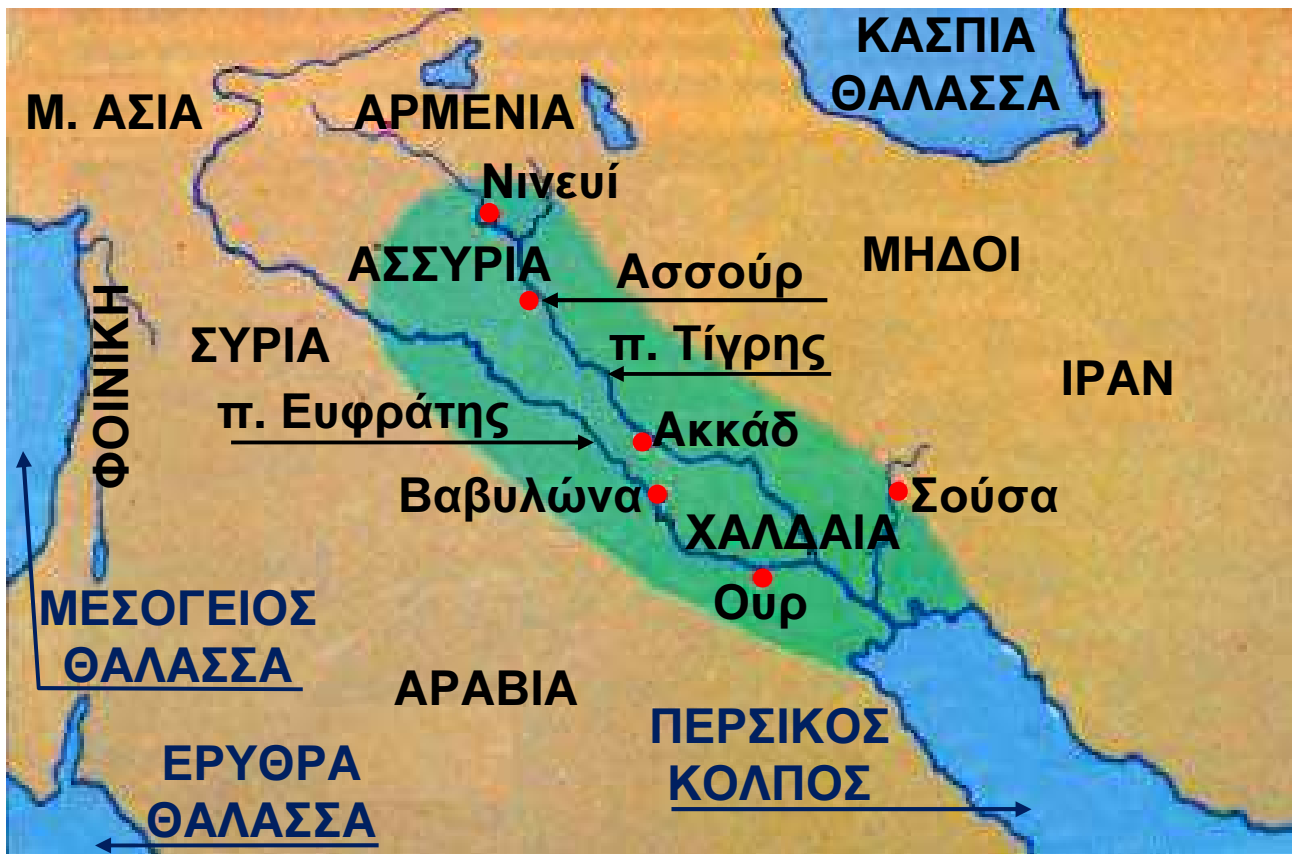 ΚΑΣΠΙΑ
ΘΑΛΑΣΣΑ
Μ. ΑΣΙΑ
ΑΡΜΕΝΙΑ
Νινευί
ΑΣΣΥΡΙΑ
Ασσούρ
ΜΗΔΟΙ
ΦΟΙΝΙΚΗ
ΣΥΡΙΑ
π. Τίγρης
ΙΡΑΝ
π. Ευφράτης
Ακκάδ
Βαβυλώνα
Σούσα
ΧΑΛΔΑΙΑ
Ουρ
ΜΕΣΟΓΕΙΟΣ
ΘΑΛΑΣΣΑ
ΑΡΑΒΙΑ
ΠΕΡΣΙΚΟΣ
ΚΟΛΠΟΣ
ΕΡΥΘΡΑ
ΘΑΛΑΣΣΑ